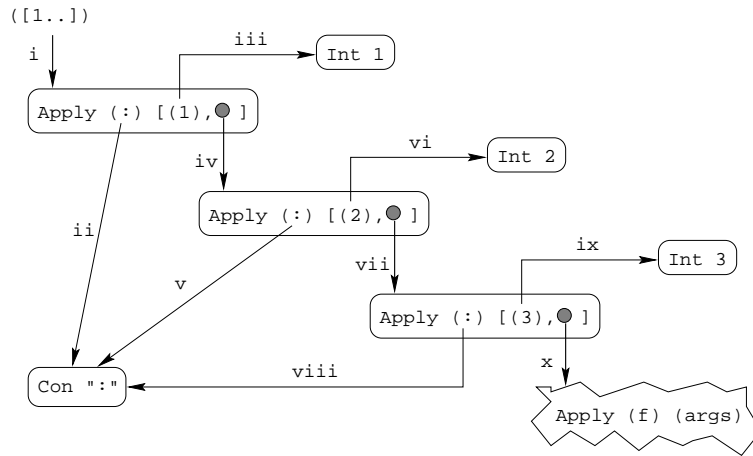 ([1..])
i
iii
Int 1
Apply (:) [(1), ]
iv
vi
Int 2
ii
Apply (:) [(2), ]
v
vii
ix
Int 3
Apply (:) [(3), ]
viii
x
Con ":"
Apply (f) (args)